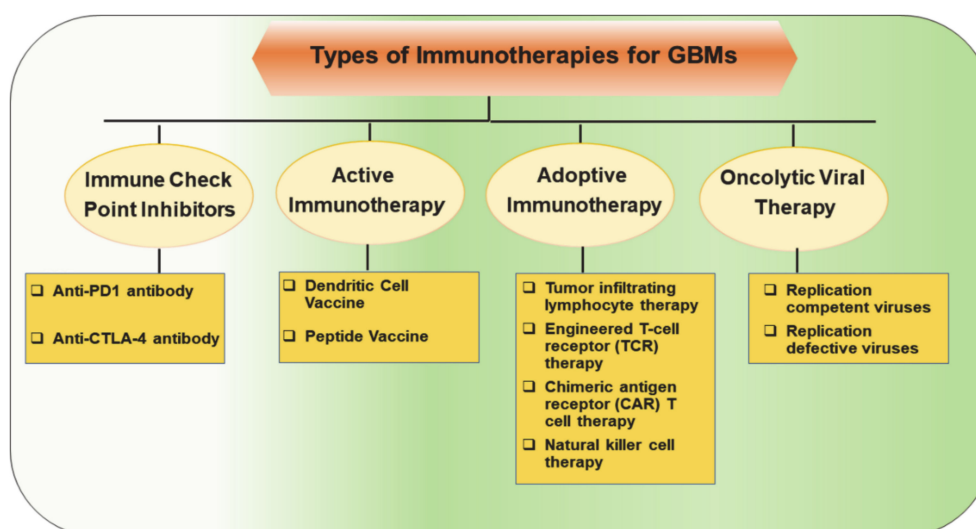 Types of Immunotherapies for GBMs
Immune Check
Point Inhibitors
Active
Immunotherapy
Adoptive
Immunotherapy
Oncolytic Viral
Therapy
Anti-PD1 antibody
Anti-CTLA-4 antibody
Dendritic Cell
Vaccine
Peptide Vaccine
Tumor infiltrating
lymphocyte therapy
Engineered T-cell
receptor (TCR)
therapy
Chimeric antigen
receptor (CAR) T
cell therapy
Natural killer cell
therapy
Replication
competent viruses
Replication
defective viruses